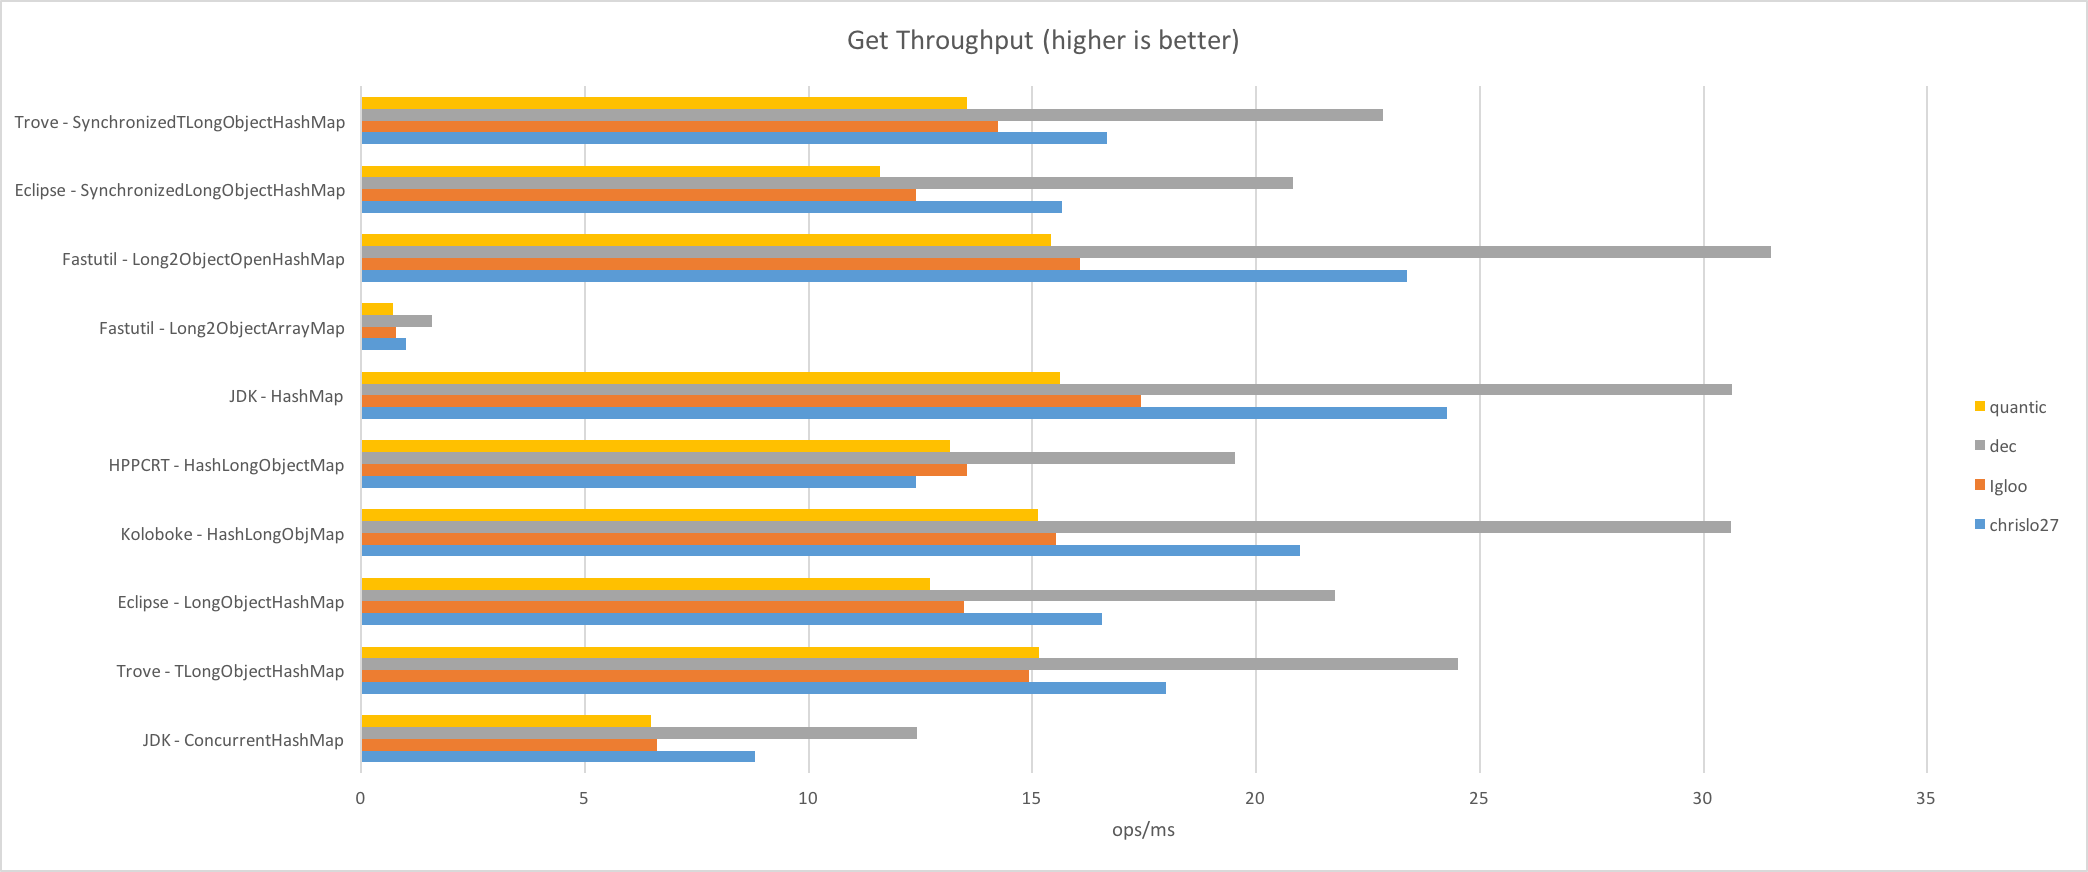 Get Throughput (higher is better)
Trove - SynchronizedTLongObjectHashMap
Eclipse - SynchronizedLongObjectHashMap
Fastutil - Long2ObjectOpenHashMap
Fastutil - Long2ObjectArrayMap
JDK - HashMap
HPPCRT - HashLongObjectMap
Koloboke - HashLongObjMap
Eclipse - LongObjectHashMap
Trove - TLongObjectHashMap
JDK - ConcurrentHashMap
0 5 10 15 20 25 30 35
ops/ms
quantic
dec
Igloo
chrislo27